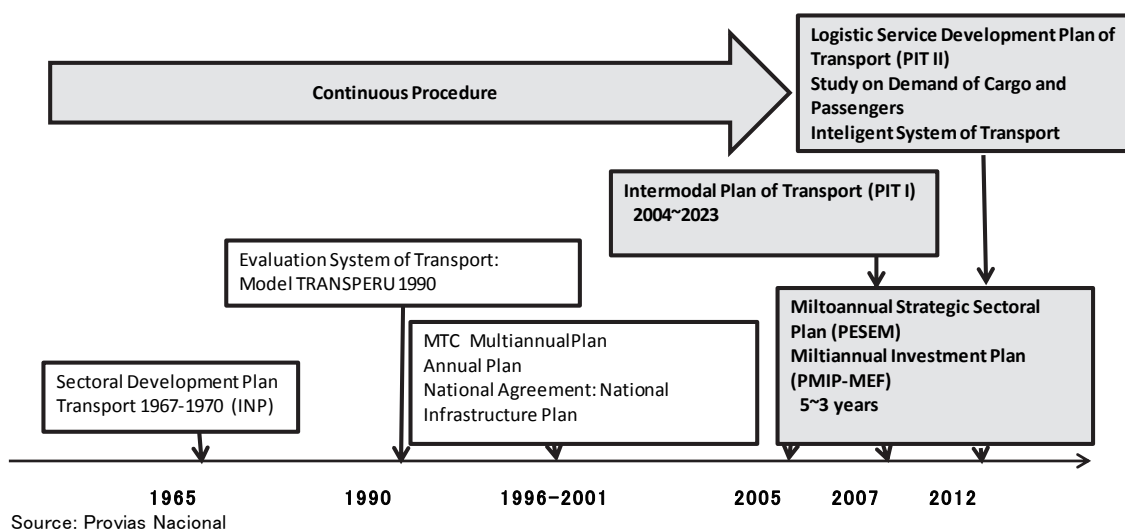 Logistic Service Development Plan of
Transport (PIT II)
Study on Demand of Cargo and
Passengers
Inteligent System of Transport
Continuous Procedure
Intermodal Plan of Transport (PIT I)
2004~2023
Evaluation System of Transport:
Model TRANSPERU 1990
Miltoannual Strategic Sectoral
Plan (PESEM)
Miltiannual Investment Plan
(PMIP-MEF)
5~3 years
MTC MultiannualPlan
Annual Plan
National Agreement: National
Infrastructure Plan
Sectoral Development Plan
Transport 1967-1970 (INP)
1965 1990 1996-2001 2005 2007 2012
Source: Provias Nacional